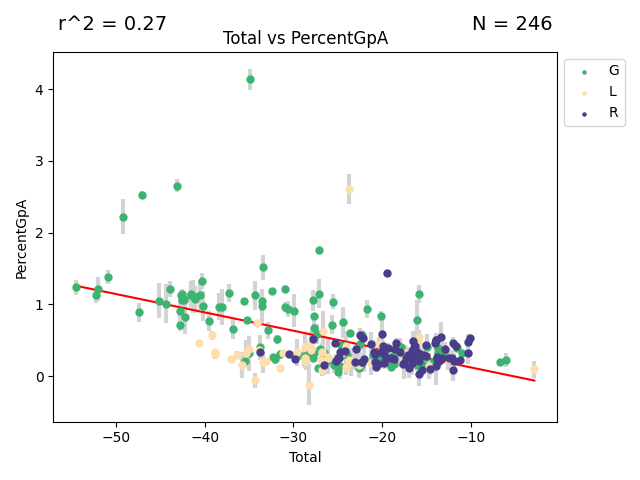 r^2 = 0.27 N = 246
Total vs PercentGpA
G
L
R
4
3
2
1
0
PercentGpA
−50 −40 −30 −20 −10
Total